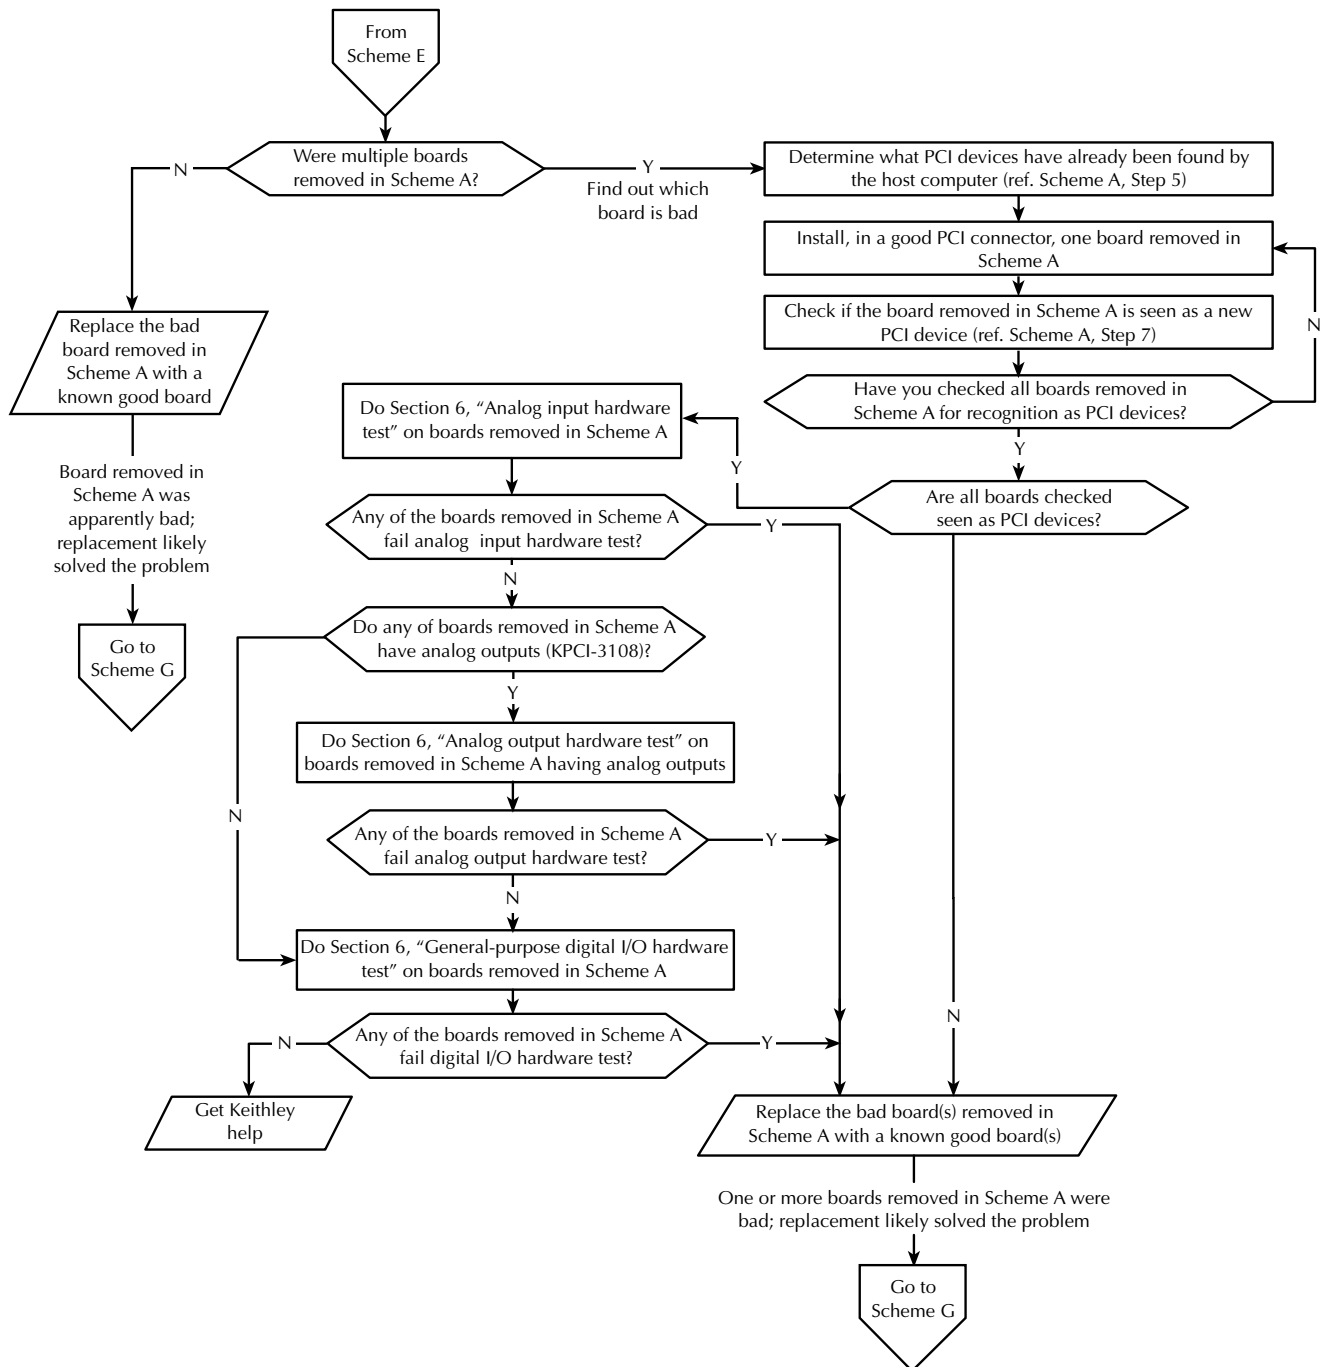 From
Scheme E
Were multiple boards
removed in Scheme A?
N
Y
Find out which
board is bad
Determine what PCI devices have already been found by
the host computer (ref. Scheme A, Step 5)
Install, in a good PCI connector, one board removed in
Scheme A
Check if the board removed in Scheme A is seen as a new
PCI device (ref. Scheme A, Step 7)
N
Have you checked all boards removed in
Scheme A for recognition as PCI devices?
Y
Are all boards checked
seen as PCI devices?
Y
N
Replace the bad
board removed in
Scheme A with a
known good board
Board removed in
Scheme A was
apparently bad;
replacement likely
solved the problem
Go to
Scheme G
Do Section 6, “Analog input hardware
test” on boards removed in Scheme A
Any of the boards removed in Scheme A
fail analog input hardware test?
Y
N
Do any of boards removed in Scheme A
have analog outputs (KPCI-3108)?
Y
N
Do Section 6, “Analog output hardware test” on
boards removed in Scheme A having analog outputs
Any of the boards removed in Scheme A
fail analog output hardware test?
Y
N
Do Section 6, “General-purpose digital I/O hardware
test” on boards removed in Scheme A
Any of the boards removed in Scheme A
fail digital I/O hardware test?
N
Y
Get Keithley
help
Replace the bad board(s) removed in
Scheme A with a known good board(s)
One or more boards removed in Scheme A were
bad; replacement likely solved the problem
Go to
Scheme G